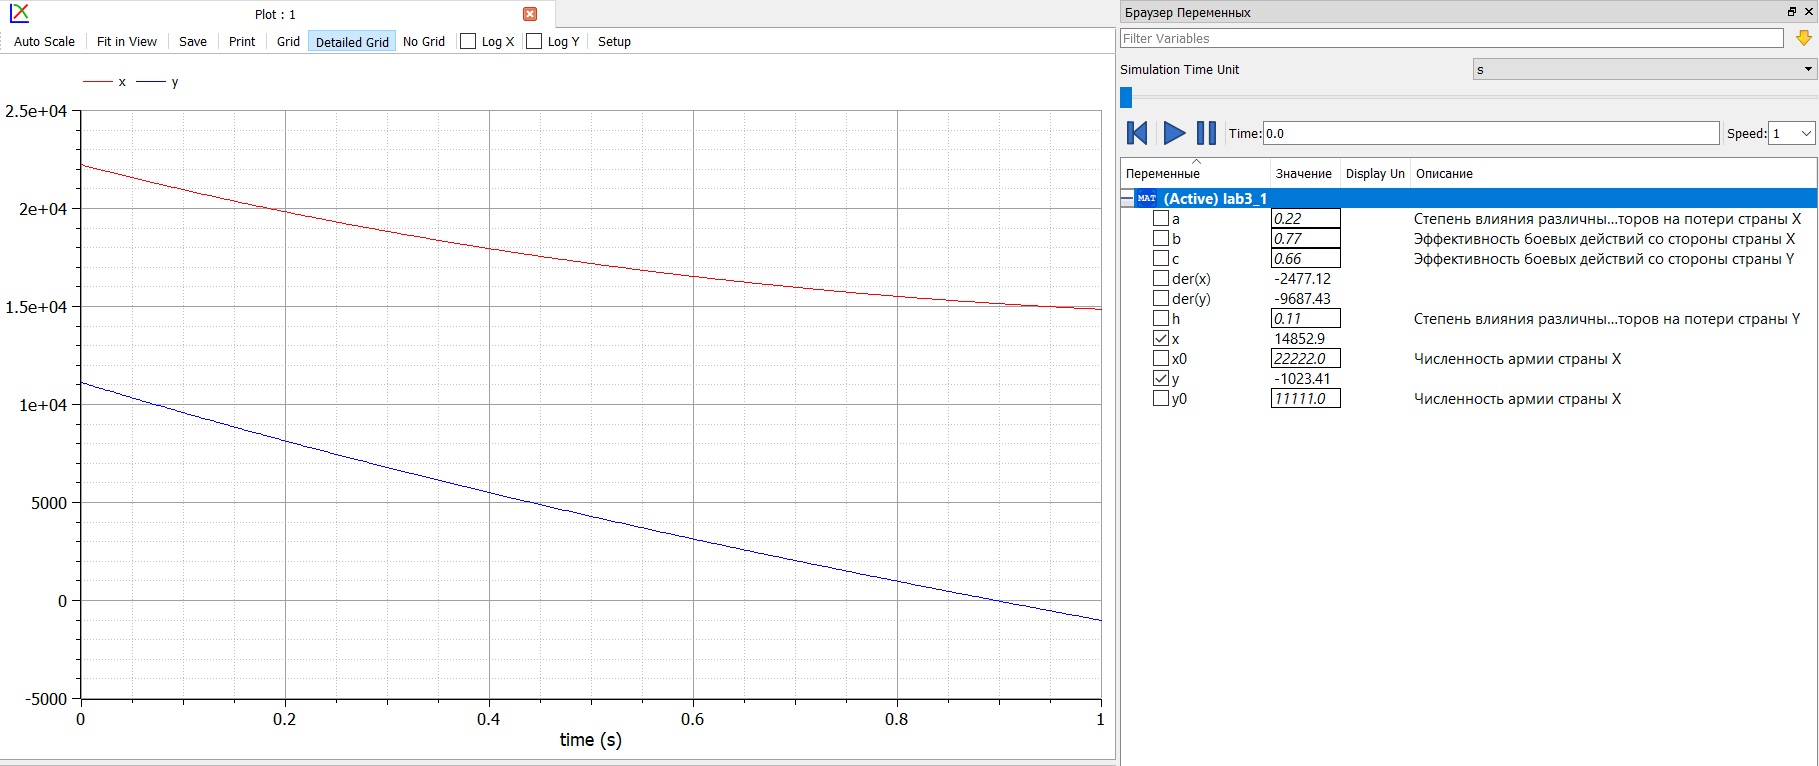 Plot : 1
Auto Scale Fit in View Save Print Grid Detailed Grid No Grid Log X Log Y Setup
x y
2.5e+04
2e+04
1.5e+04
1e+04
5000
0
-5000
0 0.2 0.4 0.6 0.8 1
time (s)
Браузер Переменных
Filter Variables
Simulation Time Unit s
Time: 0.0 Speed: 1
Переменные Значение Display Un Описание
MAT (Active) lab3_1
a 0.22 Степень влияния различны...торов на потери страны X
b 0.77 Эффективность боевых действий со стороны страны X
c 0.66 Эффективность боевых действий со стороны страны Y
der(x) -2477.12
der(y) -9687.43
h 0.11 Степень влияния различны...торов на потери страны Y
x 14852.9
x0 22222.0 Численность армии страны X
y -1023.41
y0 11111.0 Численность армии страны X